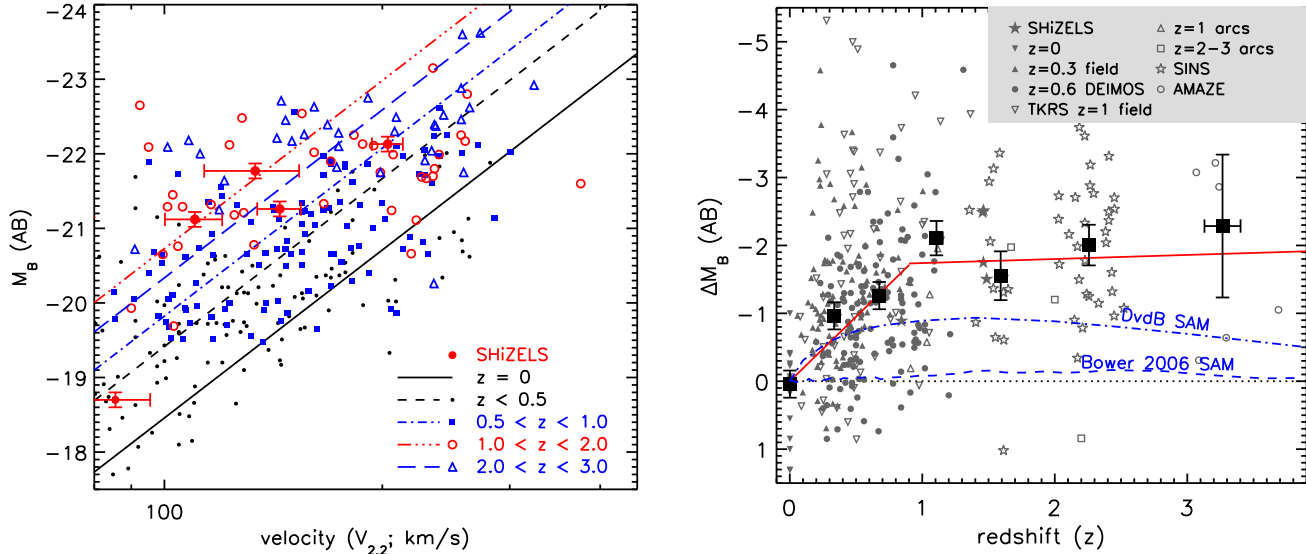 -24
-23
-22
-21
-20
-19
-18
M_B (AB)
SHiZELS
z = 0
z < 0.5
0.5 < z < 1.0
1.0 < z < 2.0
2.0 < z < 3.0
100
velocity (V_2.2; km/s)
-5
-4
-3
-2
-1
0
1
ΔM_B (AB)
SHiZELS
z=0
z=0.3 field
z=0.6 DEIMOS
TKRS z=1 field
z=1 arcs
z=2-3 arcs
SINS
AMAZE
DvdB SAM
Bower 2006 SAM
0 1 2 3
redshift (z)